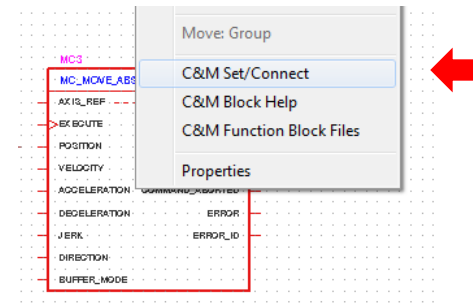 MC3
MC_MOVE_ABS
AXIS_REF
EXECUTE
POSITION
VELOCITY
ACCELERATION COMMAND_ABORTED
DECELERATION ERROR
JERK ERROR_ID
DIRECTION
BUFFER_MODE
Move: Group
C&M Set/Connect
C&M Block Help
C&M Function Block Files
Properties